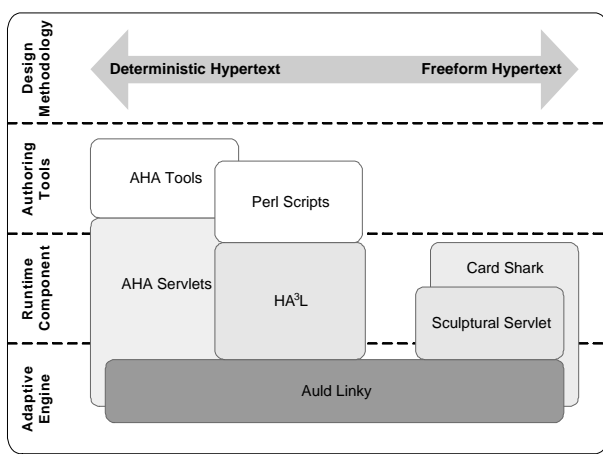 Design
Methodology
Deterministic Hypertext
Freeform Hypertext
Authoring
Tools
AHA Tools
Perl Scripts
Runtime
Component
AHA Servlets
HA³L
Card Shark
Sculptural Servlet
Adaptive
Engine
Auld Linky